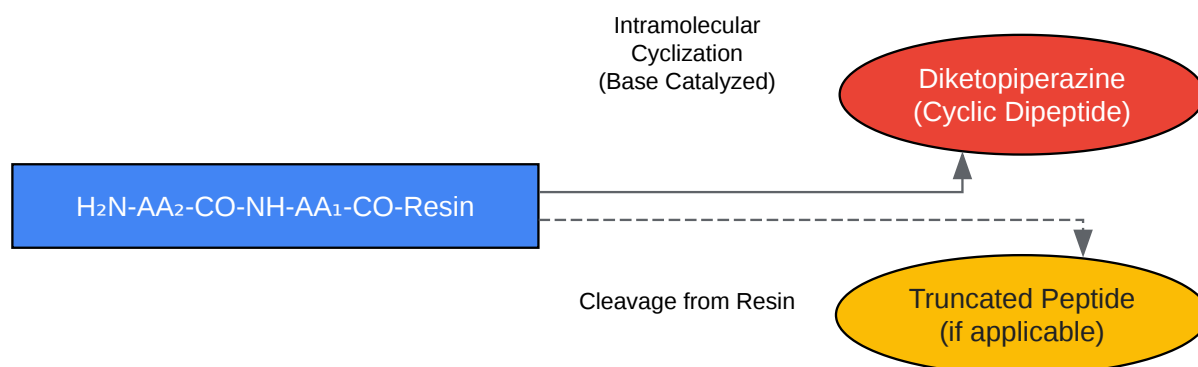 Intramolecular
Cyclization
(Base Catalyzed)
Diketopiperazine
(Cyclic Dipeptide)
H₂N-AA₂-CO-NH-AA₁-CO-Resin
Cleavage from Resin
Truncated Peptide
(if applicable)